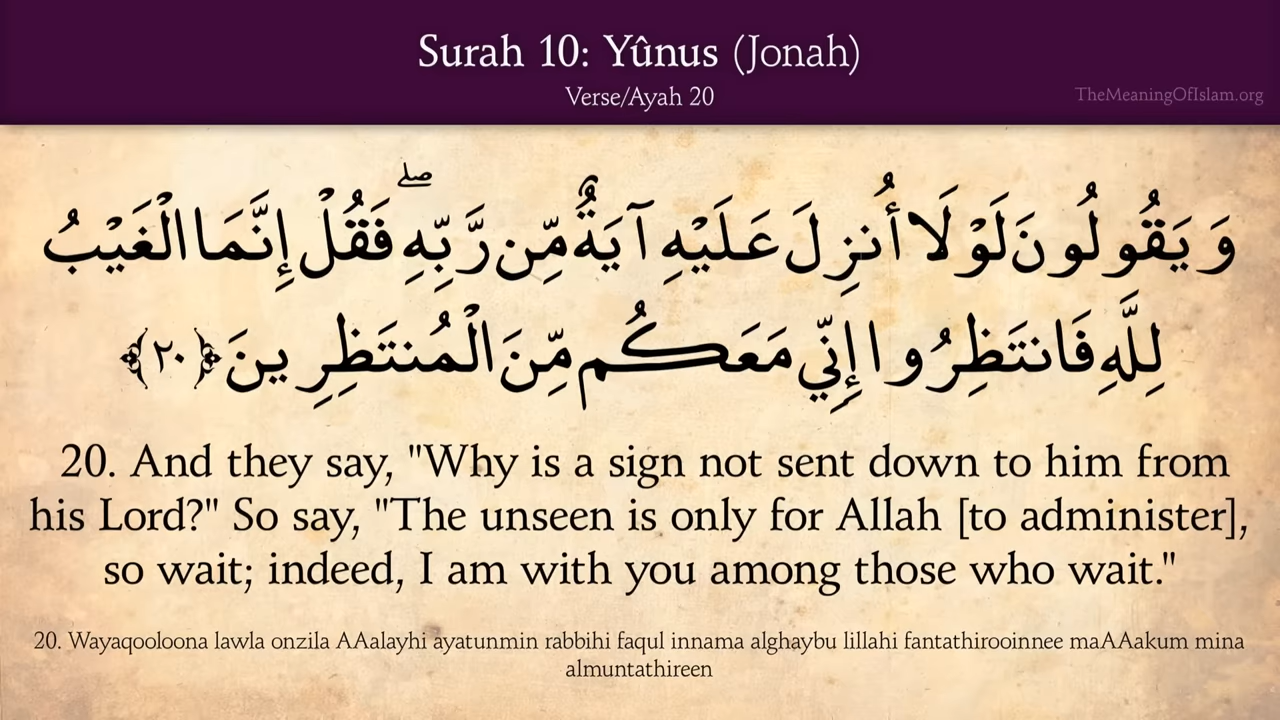 Surah 10: Yûnus (Jonah)
Verse/Ayah 20
TheMeaningOfIslam.org
وَيَقُولُونَ لَوْلَا أُنزِلَ عَلَيْهِ آيَةٌ مِّن رَّبِّهِ ۖ فَقُلْ إِنَّمَا الْغَيْبُ
لِلَّهِ فَانتَظِرُوا إِنِّي مَعَكُم مِّنَ الْمُنتَظِرِينَ ﴿٢٠﴾
20. And they say, "Why is a sign not sent down to him from
his Lord?" So say, "The unseen is only for Allah [to administer],
so wait; indeed, I am with you among those who wait."
20. Wayaqooloona lawla onzila AAalayhi ayatunmin rabbihi faqul innama alghaybu lillahi fantathirooinnee maAAakum mina
almuntathireen